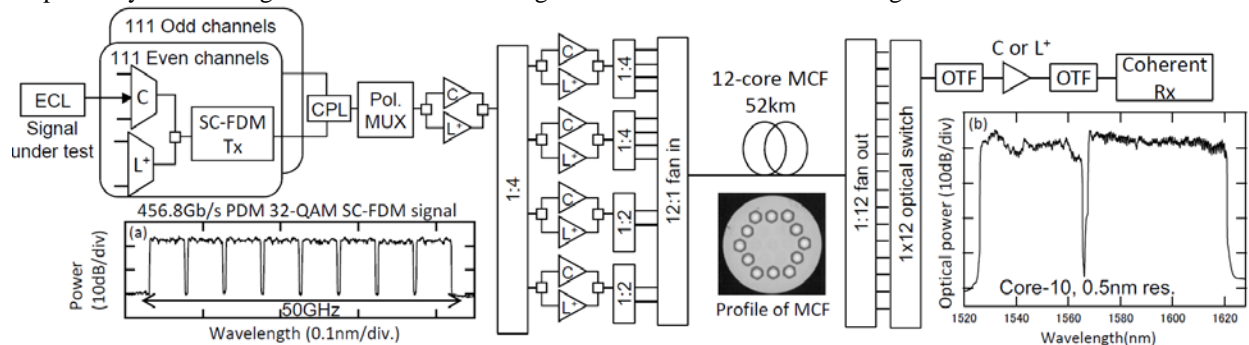 111 Odd channels
111 Even channels
ECL
Signal
under test
C
L+
SC-FDM
Tx
CPL
Pol.
MUX
C
L+
1:4
C
L+
1:4
C
L+
1:4
C
L+
1:2
C
L+
1:2
12:1 fan in
12-core MCF
52km
Profile of MCF
1:12 fan out
1x12 optical switch
OTF
C or L+
OTF
Coherent
Rx
456.8Gb/s PDM 32-QAM SC-FDM signal
(a)
Power
(10dB/div)
50GHz
Wavelength (0.1nm/div.)
(b)
Optical power (10dB/div)
Core-10, 0.5nm res.
1520 1540 1560 1580 1600 1620
Wavelength(nm)